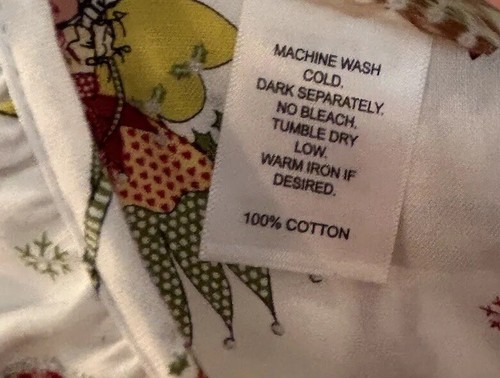 MACHINE WASH
COLD.
DARK SEPARATELY.
NO BLEACH.
TUMBLE DRY
LOW.
WARM IRON IF
DESIRED.
100% COTTON